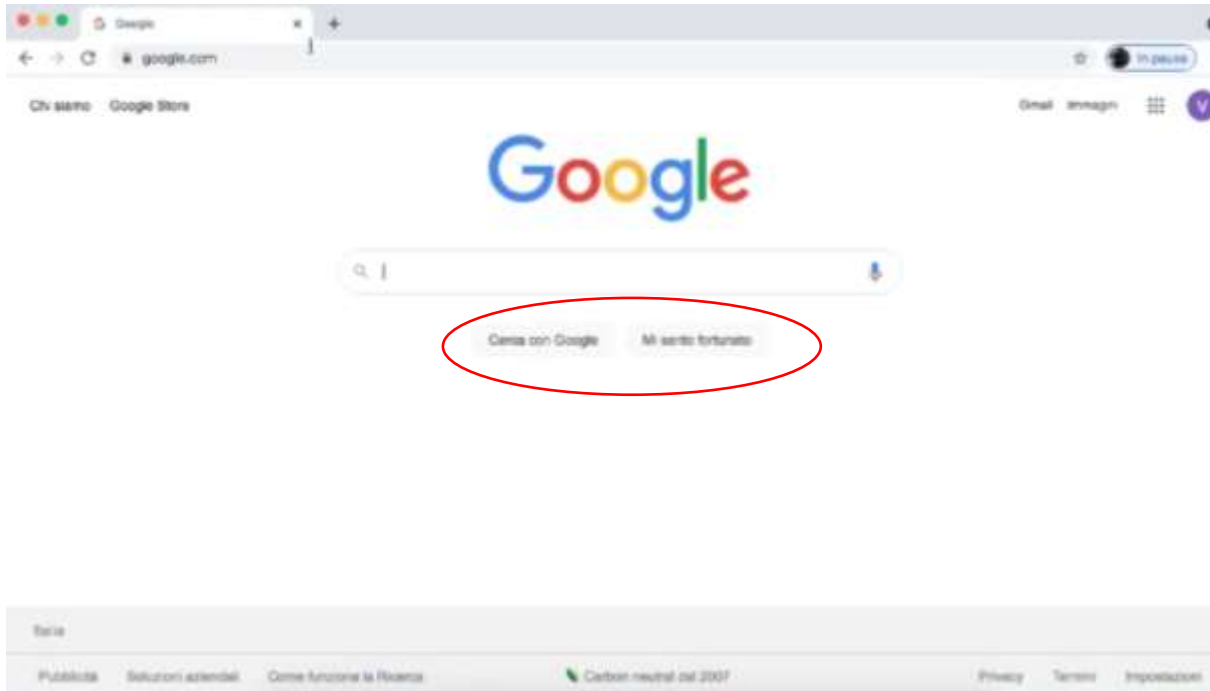 Google
google.com
In pausa
Chi siamo Google Store Gmail Immagini V
Google
Cerca con Google Mi sento fortunato
Italia
Pubblicità Soluzioni aziendali Come funziona la Ricerca Carbon neutral dal 2007 Privacy Termini Impostazioni